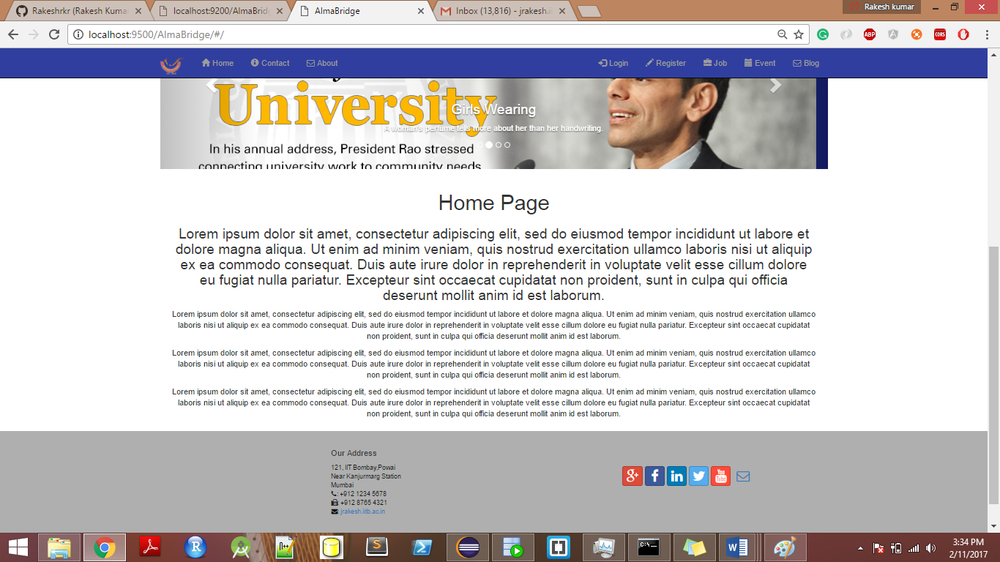 Rakeshrkr (Rakesh Kuma
localhost:9200/AlmaBridg
AlmaBridge
Inbox (13,816) - jrakesh.i
Rakesh kumar
localhost:9500/AlmaBridge/#/
ABP
CORS
Home
Contact
About
Login
Register
Job
Event
Blog
University
Girls Wearing
A woman's perfume tells more about her than her handwriting.
In his annual address, President Rao stressed
connecting university work to community needs
Home Page
Lorem ipsum dolor sit amet, consectetur adipiscing elit, sed do eiusmod tempor incididunt ut labore et
dolore magna aliqua. Ut enim ad minim veniam, quis nostrud exercitation ullamco laboris nisi ut aliquip
ex ea commodo consequat. Duis aute irure dolor in reprehenderit in voluptate velit esse cillum dolore
eu fugiat nulla pariatur. Excepteur sint occaecat cupidatat non proident, sunt in culpa qui officia
deserunt mollit anim id est laborum.
Lorem ipsum dolor sit amet, consectetur adipiscing elit, sed do eiusmod tempor incididunt ut labore et dolore magna aliqua. Ut enim ad minim veniam, quis nostrud exercitation ullamco
laboris nisi ut aliquip ex ea commodo consequat. Duis aute irure dolor in reprehenderit in voluptate velit esse cillum dolore eu fugiat nulla pariatur. Excepteur sint occaecat cupidatat
non proident, sunt in culpa qui officia deserunt mollit anim id est laborum.
Lorem ipsum dolor sit amet, consectetur adipiscing elit, sed do eiusmod tempor incididunt ut labore et dolore magna aliqua. Ut enim ad minim veniam, quis nostrud exercitation ullamco
laboris nisi ut aliquip ex ea commodo consequat. Duis aute irure dolor in reprehenderit in voluptate velit esse cillum dolore eu fugiat nulla pariatur. Excepteur sint occaecat cupidatat
non proident, sunt in culpa qui officia deserunt mollit anim id est laborum.
Lorem ipsum dolor sit amet, consectetur adipiscing elit, sed do eiusmod tempor incididunt ut labore et dolore magna aliqua. Ut enim ad minim veniam, quis nostrud exercitation ullamco
laboris nisi ut aliquip ex ea commodo consequat. Duis aute irure dolor in reprehenderit in voluptate velit esse cillum dolore eu fugiat nulla pariatur. Excepteur sint occaecat cupidatat
non proident, sunt in culpa qui officia deserunt mollit anim id est laborum.
Our Address
121, IIT Bombay,Powai
Near Kanjurmarg Station
Mumbai
: +912 1234 5678
: +912 8765 4321
: jrakesh.iitb.ac.in
You Tube
3:34 PM
2/11/2017